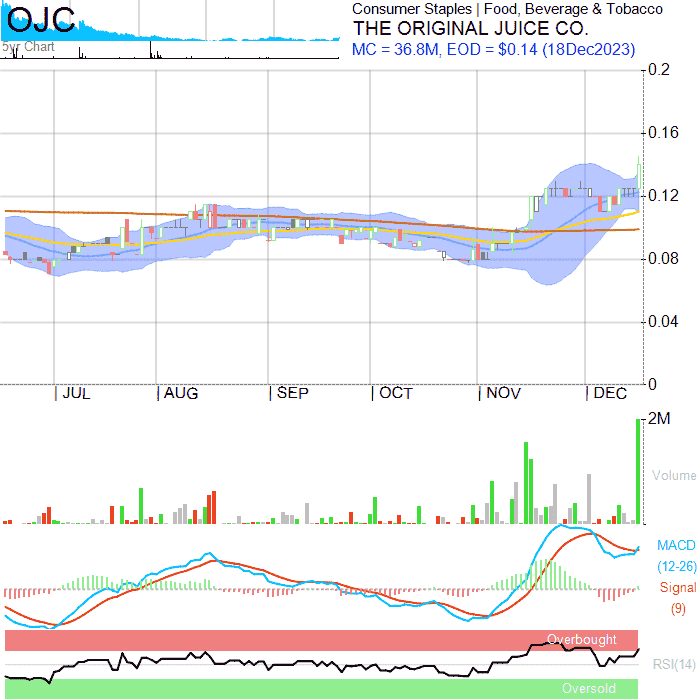 OJC
5yr Chart
Consumer Staples | Food, Beverage & Tobacco
THE ORIGINAL JUICE CO.
MC = 36.8M, EOD = $0.14 (18Dec2023)
0.2
0.16
0.12
0.08
0.04
0
JUL AUG SEP OCT NOV DEC
2M
Volume
MACD
(12-26)
Signal
(9)
Overbought
RSI(14)
Oversold